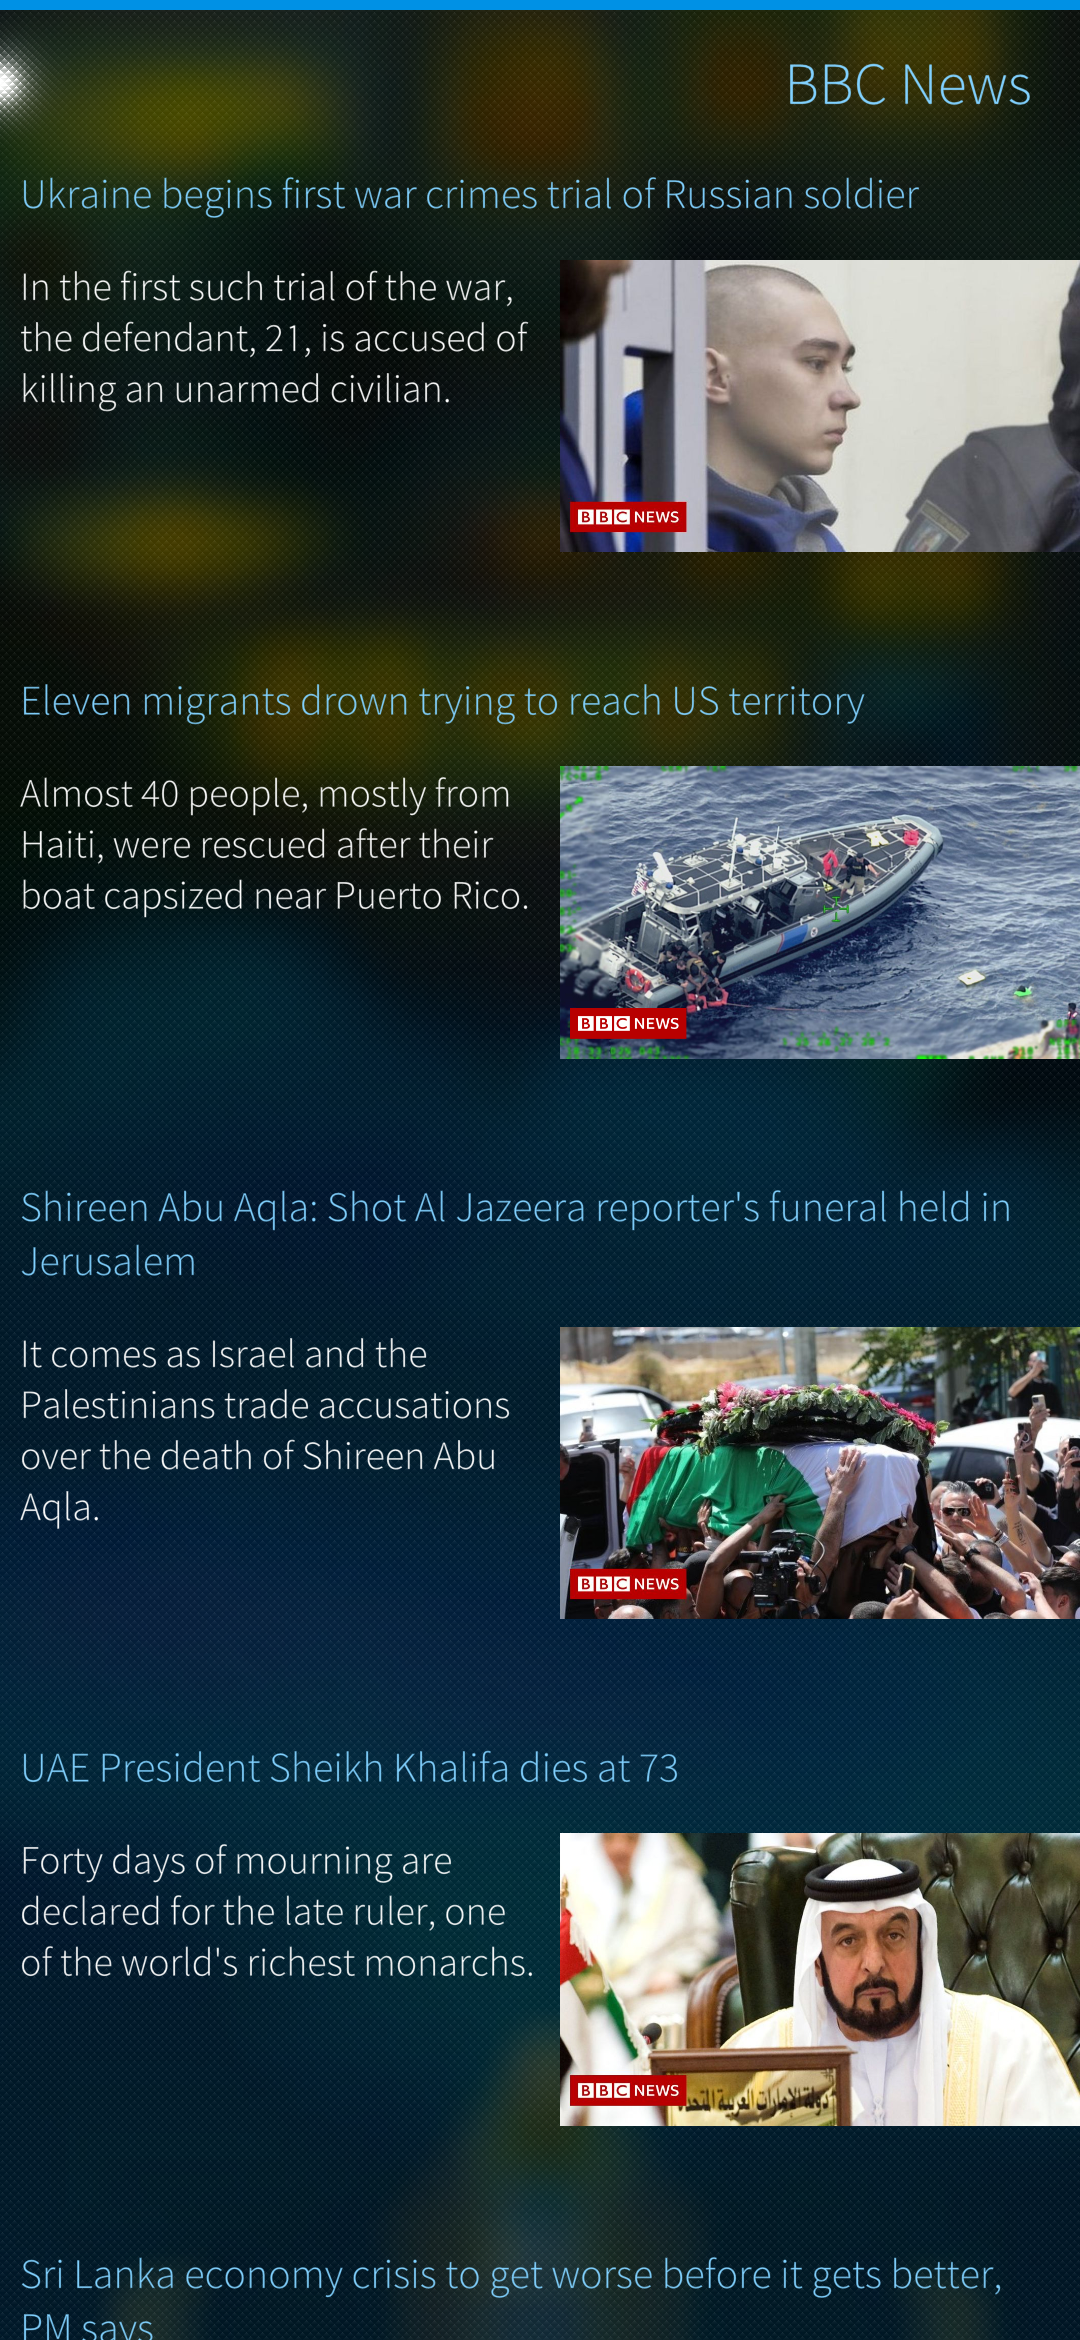 BBC News
Ukraine begins first war crimes trial of Russian soldier
In the first such trial of the war,
the defendant, 21, is accused of
killing an unarmed civilian.
BBC NEWS
Eleven migrants drown trying to reach US territory
Almost 40 people, mostly from
Haiti, were rescued after their
boat capsized near Puerto Rico.
BBC NEWS
Shireen Abu Aqla: Shot Al Jazeera reporter's funeral held in
Jerusalem
It comes as Israel and the
Palestinians trade accusations
over the death of Shireen Abu
Aqla.
BBC NEWS
UAE President Sheikh Khalifa dies at 73
Forty days of mourning are
declared for the late ruler, one
of the world's richest monarchs.
دولة الإمارات العربية المتحدة
BBC NEWS
Sri Lanka economy crisis to get worse before it gets better,
PM says